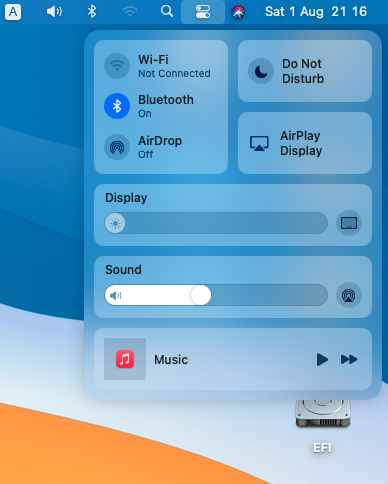 A
Sat 1 Aug 21 16
Wi-Fi
Not Connected
Bluetooth
On
AirDrop
Off
Do Not
Disturb
AirPlay
Display
Display
Sound
Music
EFI